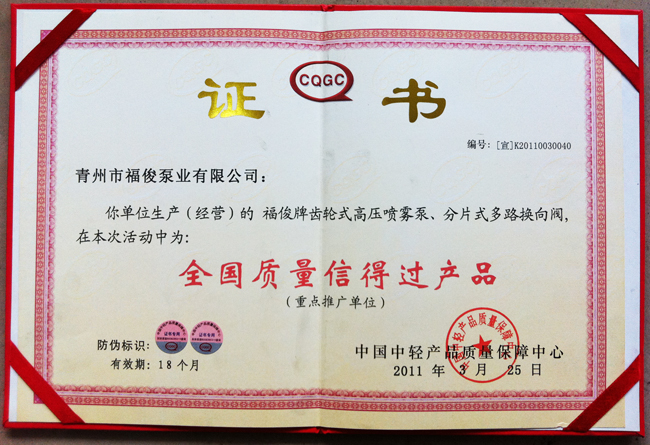 CQGC
证书
编号：[宣]K20110030040
青州市福俊泵业有限公司：
你单位生产（经营）的 福俊牌齿轮式高压喷雾泵、分片式多路换向阀，
在本次活动中为：
全国质量信得过产品
（重点推广单位）
防伪标识：
有效期：18个月
中国中轻产品质量保障中心
2011 年 3 月 25 日